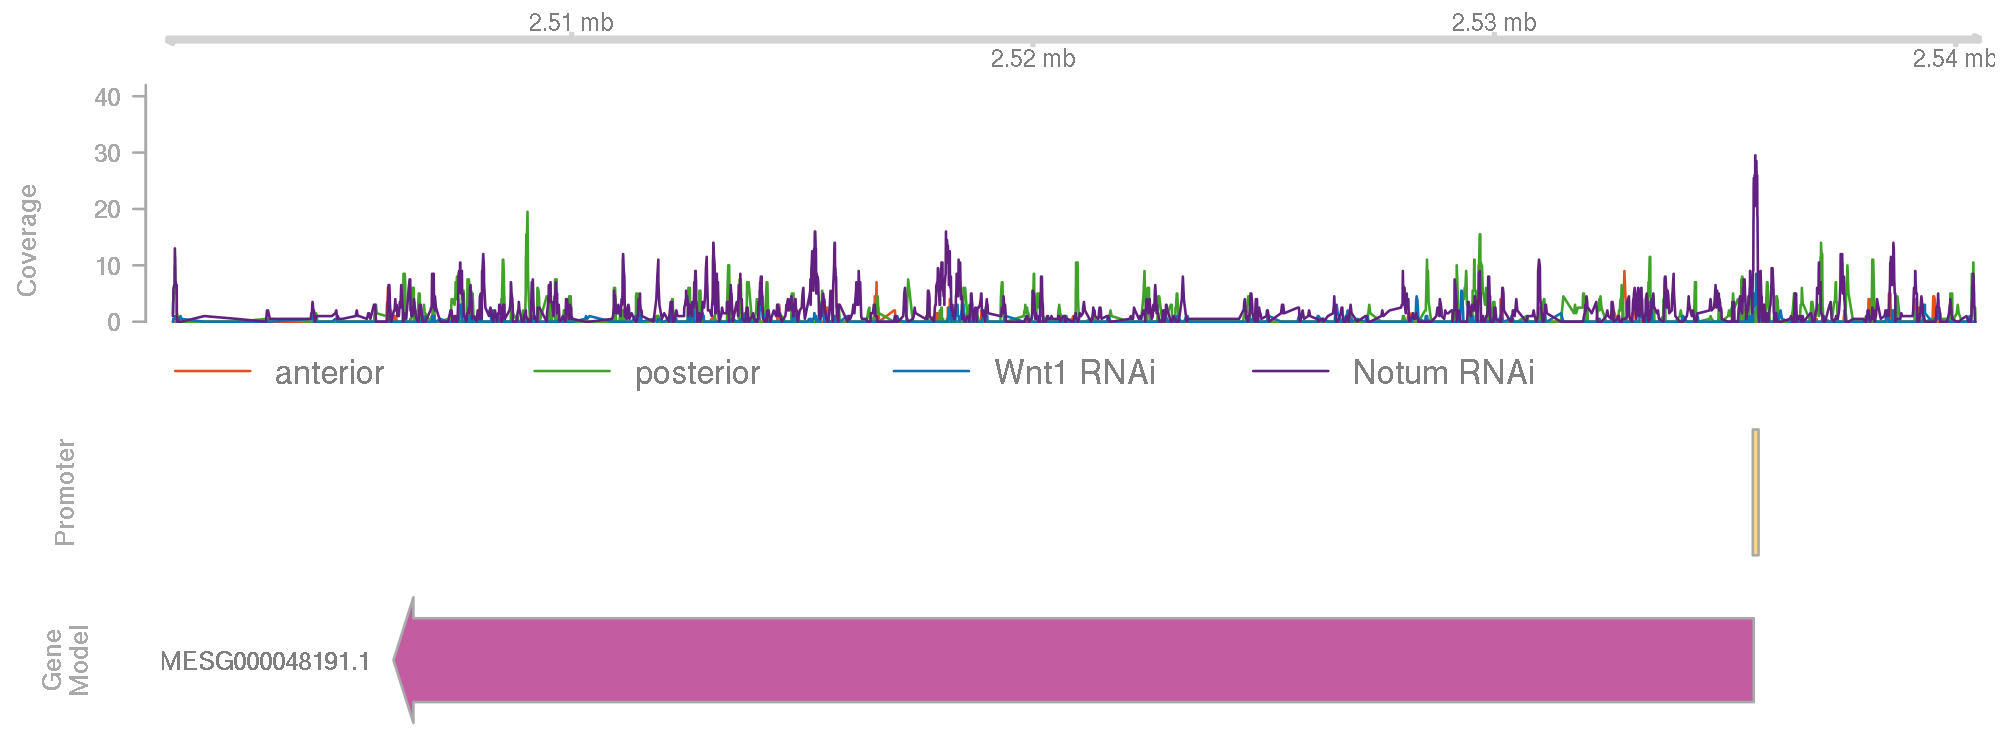 2.51 mb
2.53 mb
2.52 mb
2.54 mb
40
30
20
10
0
Coverage
anterior
posterior
Wnt1 RNAi
Notum RNAi
Promoter
MESG000048191.1
Gene
Model